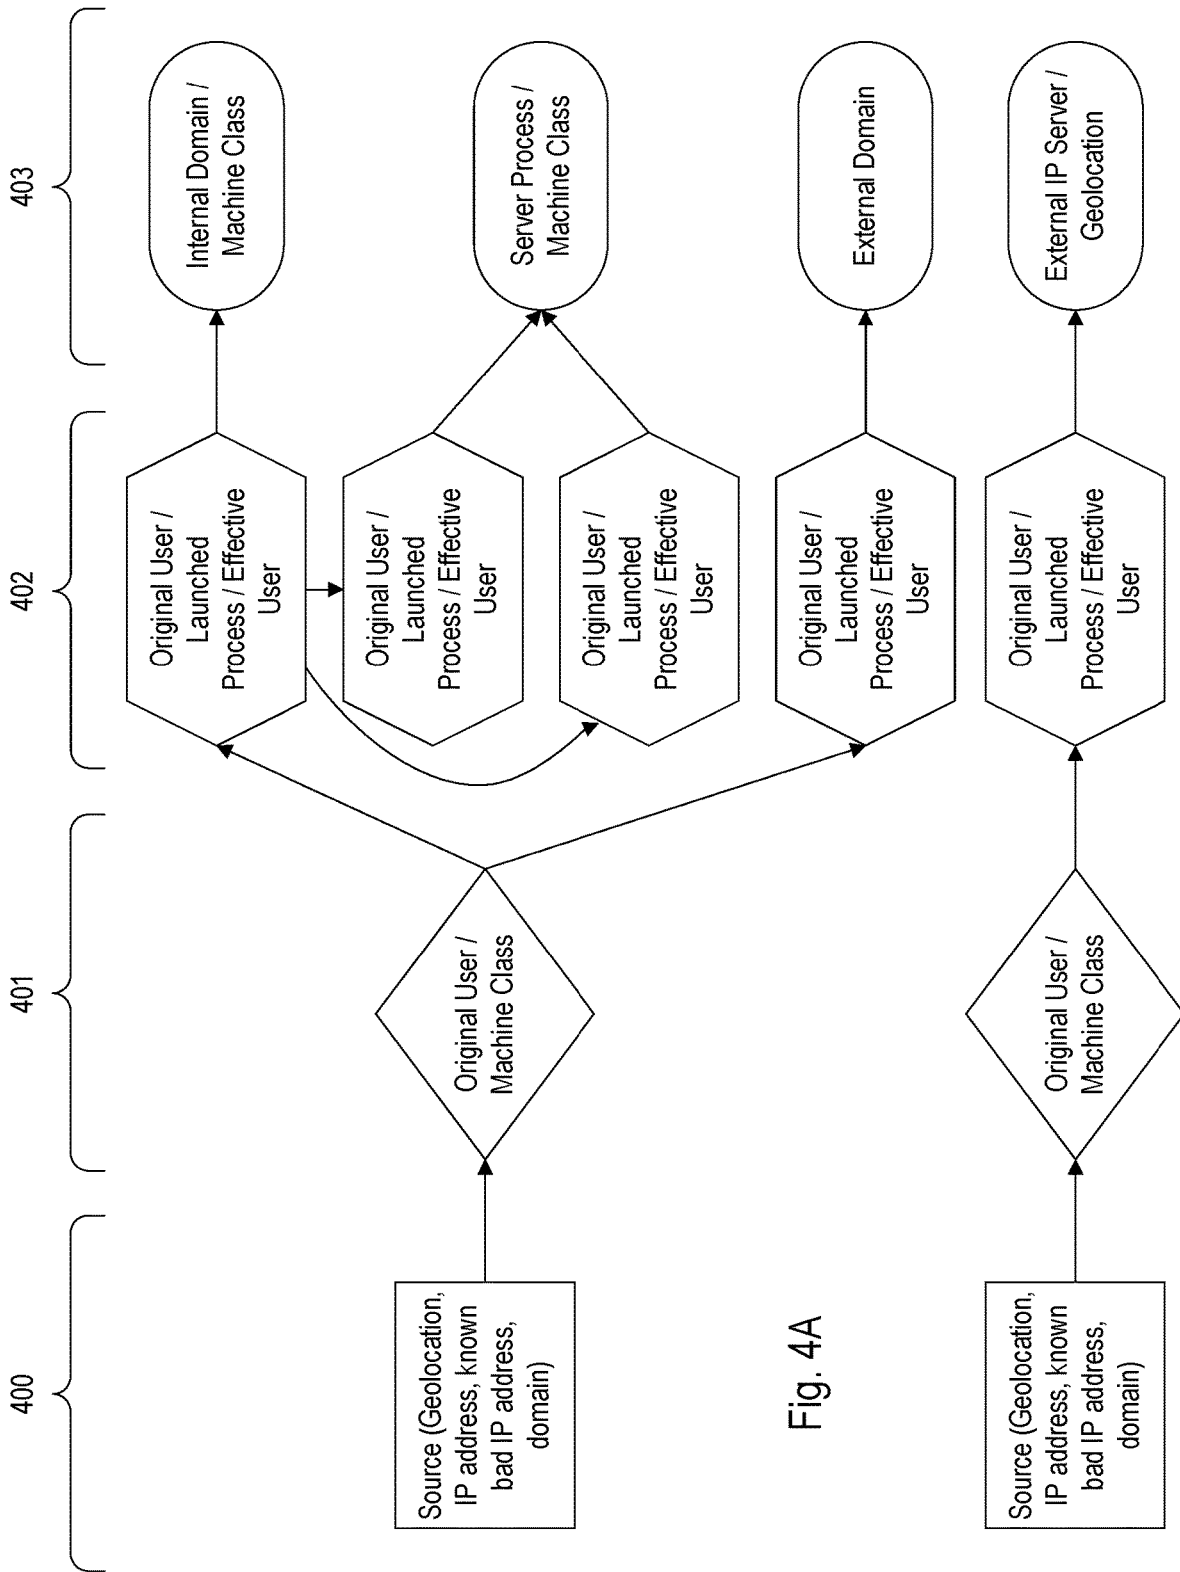 400
401
402
403
Source (Geolocation,
IP address, known
bad IP address,
domain)
Original User /
Machine Class
Original User /
Launched
Process / Effective
User
Internal Domain /
Machine Class
Original User /
Launched
Process / Effective
User
Server Process /
Machine Class
Original User /
Launched
Process / Effective
User
Original User /
Launched
Process / Effective
User
External Domain
Fig. 4A
Source (Geolocation,
IP address, known
bad IP address,
domain)
Original User /
Machine Class
Original User /
Launched
Process / Effective
User
External IP Server /
Geolocation